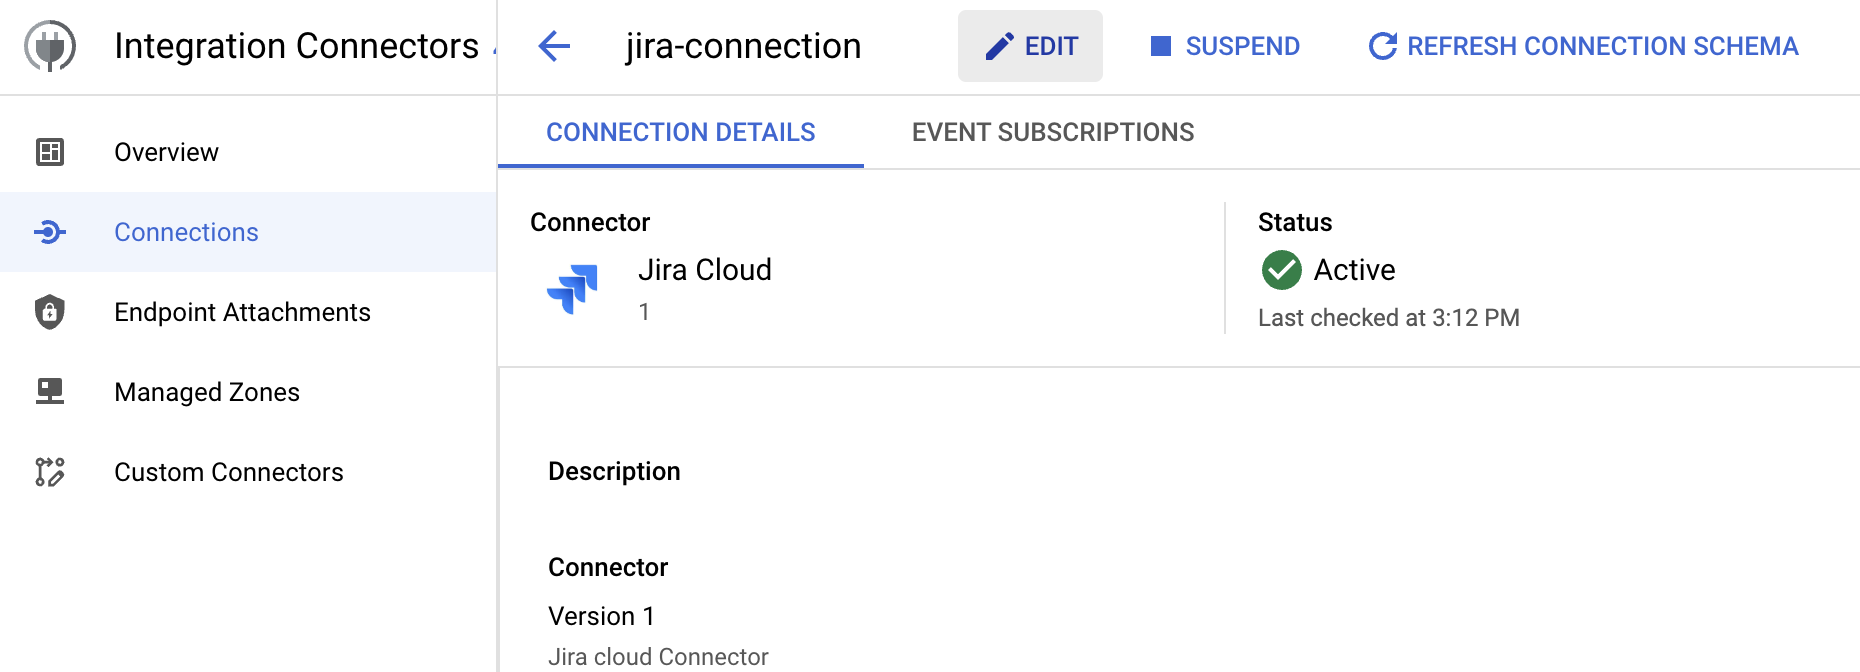 Integration Connectors
jira-connection
EDIT
SUSPEND
REFRESH CONNECTION SCHEMA
Overview
Connections
Endpoint Attachments
Managed Zones
Custom Connectors
CONNECTION DETAILS
EVENT SUBSCRIPTIONS
Connector
Jira Cloud
1
Status
Active
Last checked at 3:12 PM
Description
Connector
Version 1
Jira cloud Connector